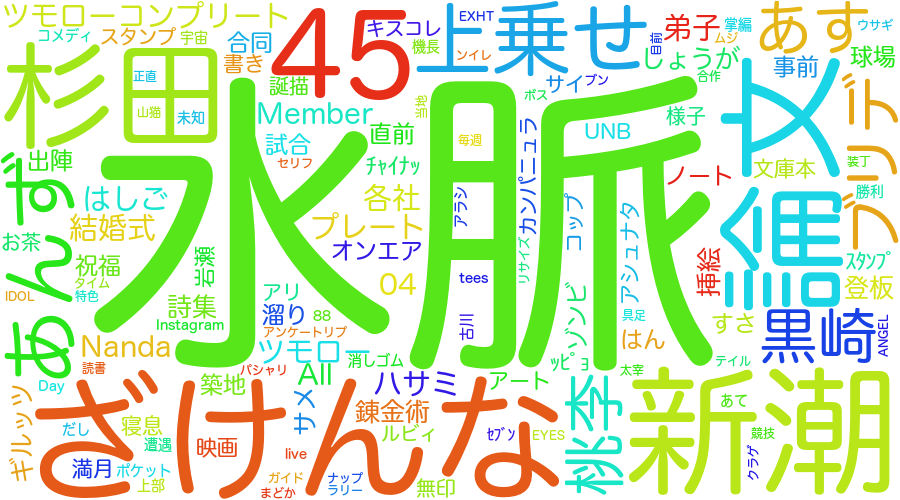 ツモローコンプリート
コメディ
スタンプ
宇宙
合同
書き
誕描
45
キスコレ
機長
EXHT
ンイレ
上乗せ
弟子
目前
ムジ
しょうが
合作
掌編
ウサギ
あす
事前
球場
杉田
正直
山猫
未知
Member
試合
セリフ
直前
ﾁｬｲﾅｯ
当地
毎週
サイ
ブン
ボス
UNB
様子
論文
文庫本
ブリッデ
装丁
勝利
出陣
あんず
はしご
結婚式
お茶
祝福
タイム
特色
IDOL
岩瀬
詩集
Instagram
水脈
各社
プレート
オンエア
04
アラシ
tees
古川
カンパニュラ
リサイズ
コップ
アシュナタ
ノート
挿絵
ｽﾀﾝﾌﾟ
登板
すさ
黒崎
ANGEL
アリ
溜り
88
アンケートリプ
ツモロー
パシャリ
All
消しゴム
ゾンビ
ッピョ
具足
はん
太宰
テイル
Nanda
読書
Day
築地
サメ
ハサミ
アート
錬金術
ルビィ
ｾﾌﾞﾝ
EYES
桃李
新潮
あて
競技
クラゲ
ざけんな
ギルッツ
だし
寝息
遭遇
満月
ポケット
上部
映画
live
ガイド
まどか
ナップ
ラリー
無印